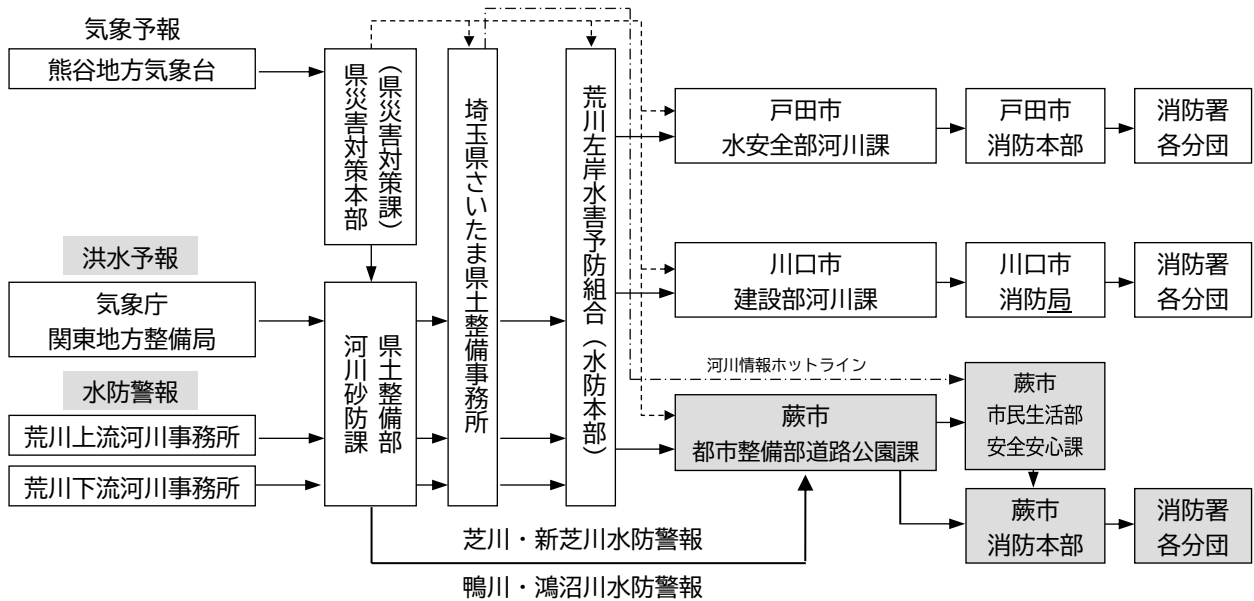 気象予報
熊谷地方気象台
洪水予報
気象庁
関東地方整備局
水防警報
荒川上流河川事務所
荒川下流河川事務所
（県災害対策課）
県災害対策本部
県土整備部
河川砂防課
埼玉県さいたま県土整備事務所
荒川左岸水害予防組合（水防本部）
戸田市
水安全部河川課
戸田市
消防本部
消防署
各分団
川口市
建設部河川課
川口市
消防局
消防署
各分団
河川情報ホットライン
蕨市
都市整備部道路公園課
蕨市
市民生活部
安全安心課
蕨市
消防本部
消防署
各分団
芝川・新芝川水防警報
鴨川・鴻沼川水防警報